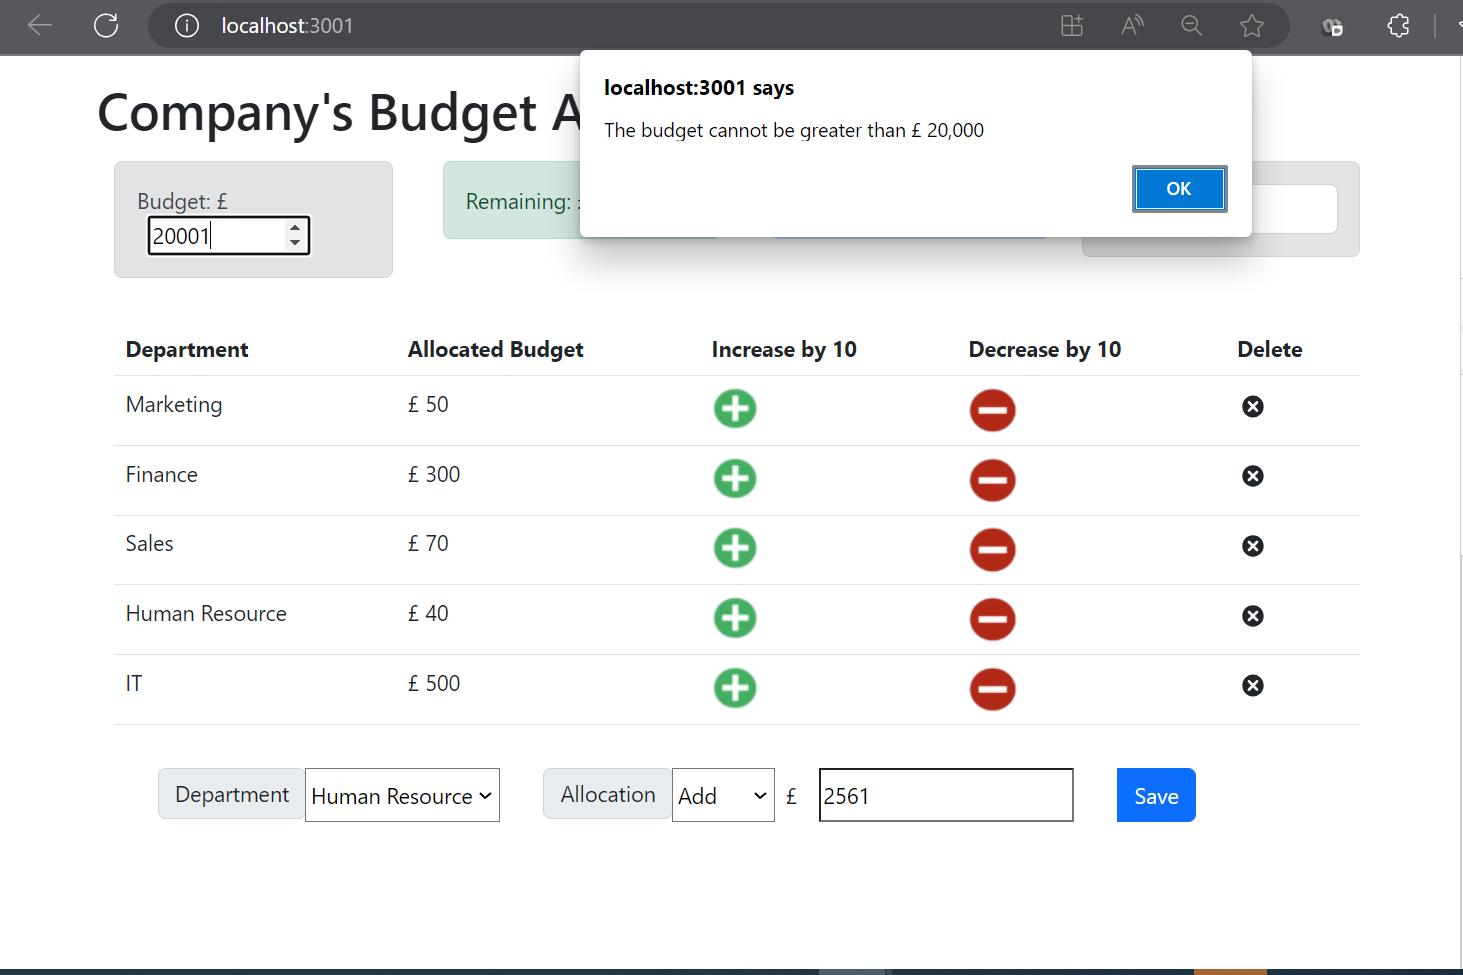 localhost:3001
localhost:3001 says
The budget cannot be greater than £ 20,000
OK
Company's Budget A
Budget: £
20001
Remaining:
Department Allocated Budget Increase by 10 Decrease by 10 Delete
Marketing £ 50
Finance £ 300
Sales £ 70
Human Resource £ 40
IT £ 500
Department Human Resource Allocation Add £ 2561 Save